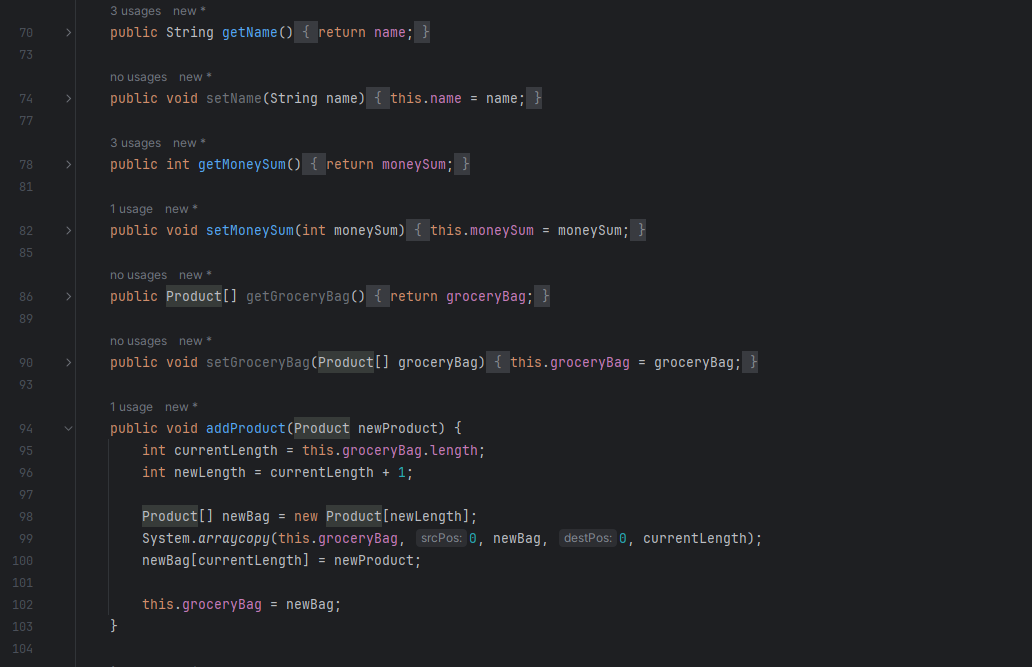 3 usages new *
70 public String getName() { return name; }
73
no usages new *
74 public void setName(String name) { this.name = name; }
77
3 usages new *
78 public int getMoneySum() { return moneySum; }
81
1 usage new *
82 public void setMoneySum(int moneySum) { this.moneySum = moneySum; }
85
no usages new *
86 public Product[] getGroceryBag() { return groceryBag; }
89
no usages new *
90 public void setGroceryBag(Product[] groceryBag) { this.groceryBag = groceryBag; }
93
1 usage new *
94 public void addProduct(Product newProduct) {
95 int currentLength = this.groceryBag.length;
96 int newLength = currentLength + 1;
97
98 Product[] newBag = new Product[newLength];
99 System.arraycopy(this.groceryBag, srcPos: 0, newBag, destPos: 0, currentLength);
100 newBag[currentLength] = newProduct;
101
102 this.groceryBag = newBag;
103 }
104